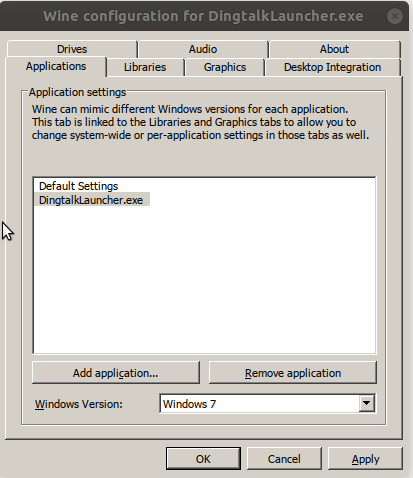 Wine configuration for DingtalkLauncher.exe
Drives Audio About
Applications Libraries Graphics Desktop Integration
Application settings
Wine can mimic different Windows versions for each application.
This tab is linked to the Libraries and Graphics tabs to allow you to
change system-wide or per-application settings in those tabs as well.
Default Settings
DingtalkLauncher.exe
Add application... Remove application
Windows Version: Windows 7
OK Cancel Apply